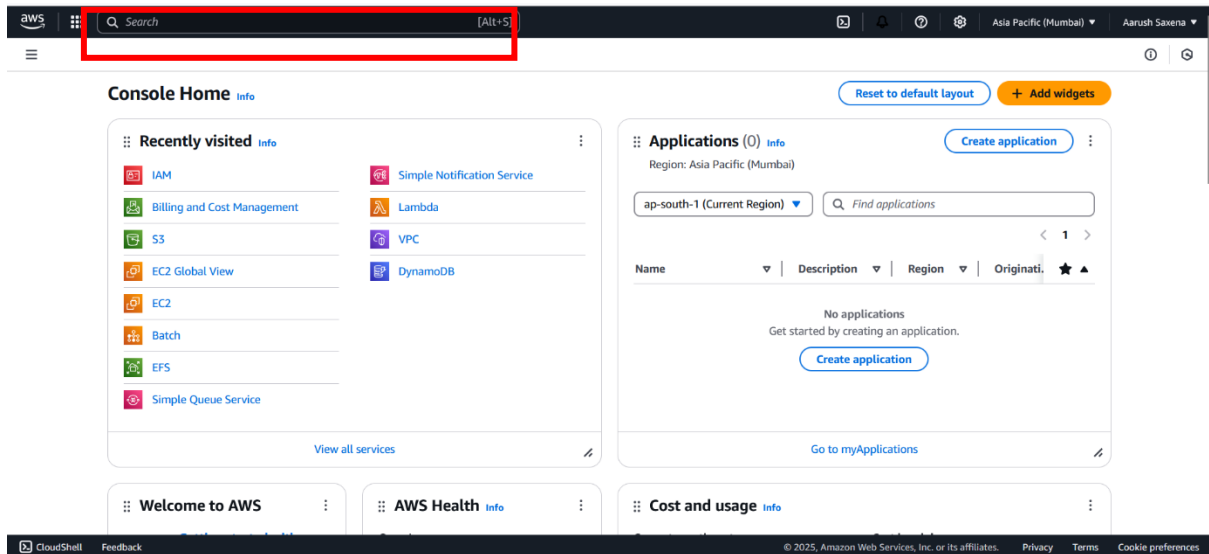 aws
Search [Alt+S]
Asia Pacific (Mumbai)
Aarush Saxena
Console Home Info
Reset to default layout
+ Add widgets
Recently visited Info
IAM
Billing and Cost Management
S3
EC2 Global View
EC2
Batch
EFS
Simple Queue Service
Simple Notification Service
Lambda
VPC
DynamoDB
View all services
Applications (0) Info
Create application
Region: Asia Pacific (Mumbai)
ap-south-1 (Current Region)
Find applications
1
Name Description Region Originati.
No applications
Get started by creating an application.
Create application
Go to myApplications
Welcome to AWS
AWS Health Info
Cost and usage Info
CloudShell Feedback
© 2025, Amazon Web Services, Inc. or its affiliates. Privacy Terms Cookie preferences